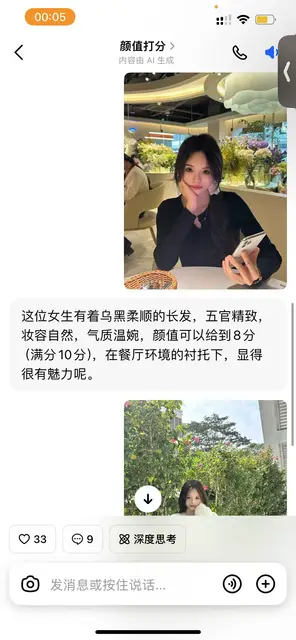 00:05
颜值打分
内容由 AI 生成
这位女生有着乌黑柔顺的长发，五官精致，
妆容自然，气质温婉，颜值可以给到8分
（满分10分），在餐厅环境的衬托下，显得
很有魅力呢。
33
9
深度思考
发消息或按住说话...